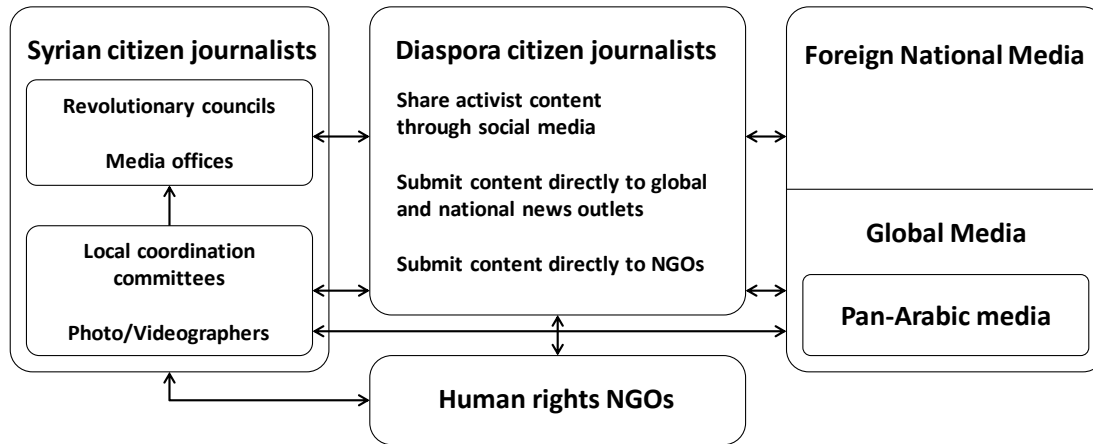 Syrian citizen journalists
Revolutionary councils
Media offices
Local coordination
committees
Photo/Videographers
Diaspora citizen journalists
Share activist content
through social media
Submit content directly to global
and national news outlets
Submit content directly to NGOs
Human rights NGOs
Foreign National Media
Global Media
Pan-Arabic media